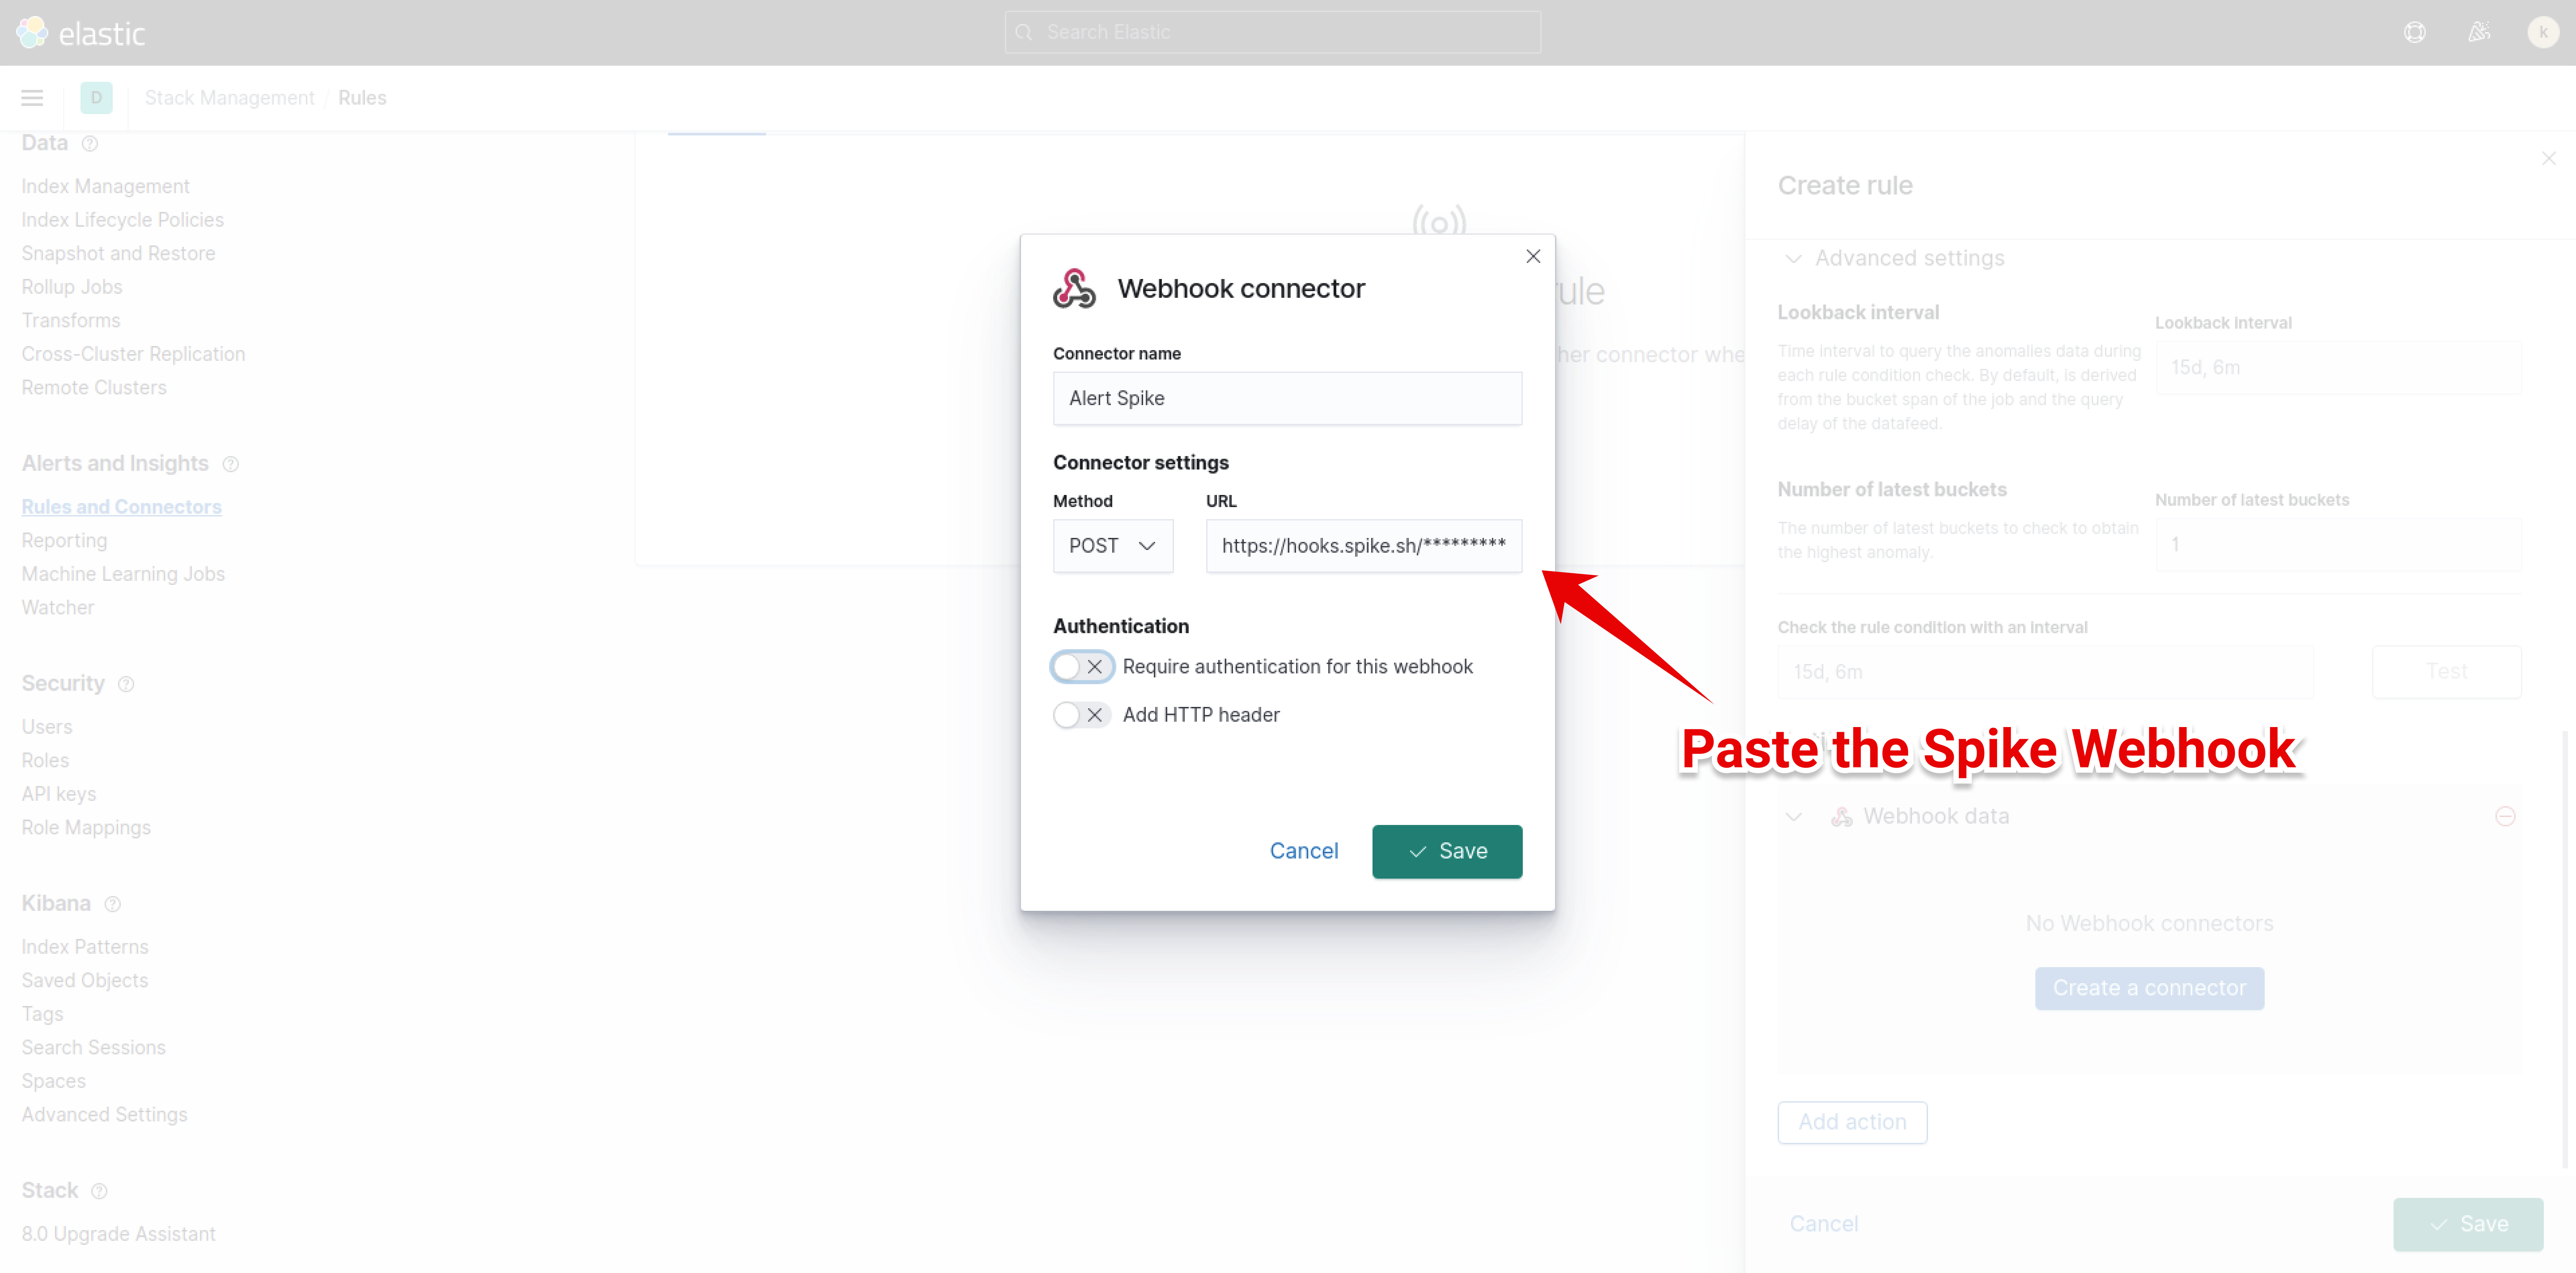 elastic
Search Elastic
k
D
Stack Management / Rules
Data
Index Management
Index Lifecycle Policies
Snapshot and Restore
Rollup Jobs
Transforms
Cross-Cluster Replication
Remote Clusters
Alerts and Insights
Rules and Connectors
Reporting
Machine Learning Jobs
Watcher
Security
Users
Roles
API keys
Role Mappings
Kibana
Index Patterns
Saved Objects
Tags
Search Sessions
Spaces
Advanced Settings
Stack
8.0 Upgrade Assistant
Webhook connector
Connector name
Alert Spike
Connector settings
Method
URL
POST
https://hooks.spike.sh/*********
Authentication
Require authentication for this webhook
Add HTTP header
Cancel
Save
Paste the Spike Webhook
Create rule
Advanced settings
Lookback interval
Time interval to query the anomalies data during
each rule condition check. By default, is derived
from the bucket span of the job and the query
delay of the datafeed.
Lookback interval
15d, 6m
Number of latest buckets
The number of latest buckets to check to obtain
the highest anomaly.
Number of latest buckets
1
Check the rule condition with an interval
15d, 6m
Test
Webhook data
No Webhook connectors
Create a connector
Add action
Cancel
Save